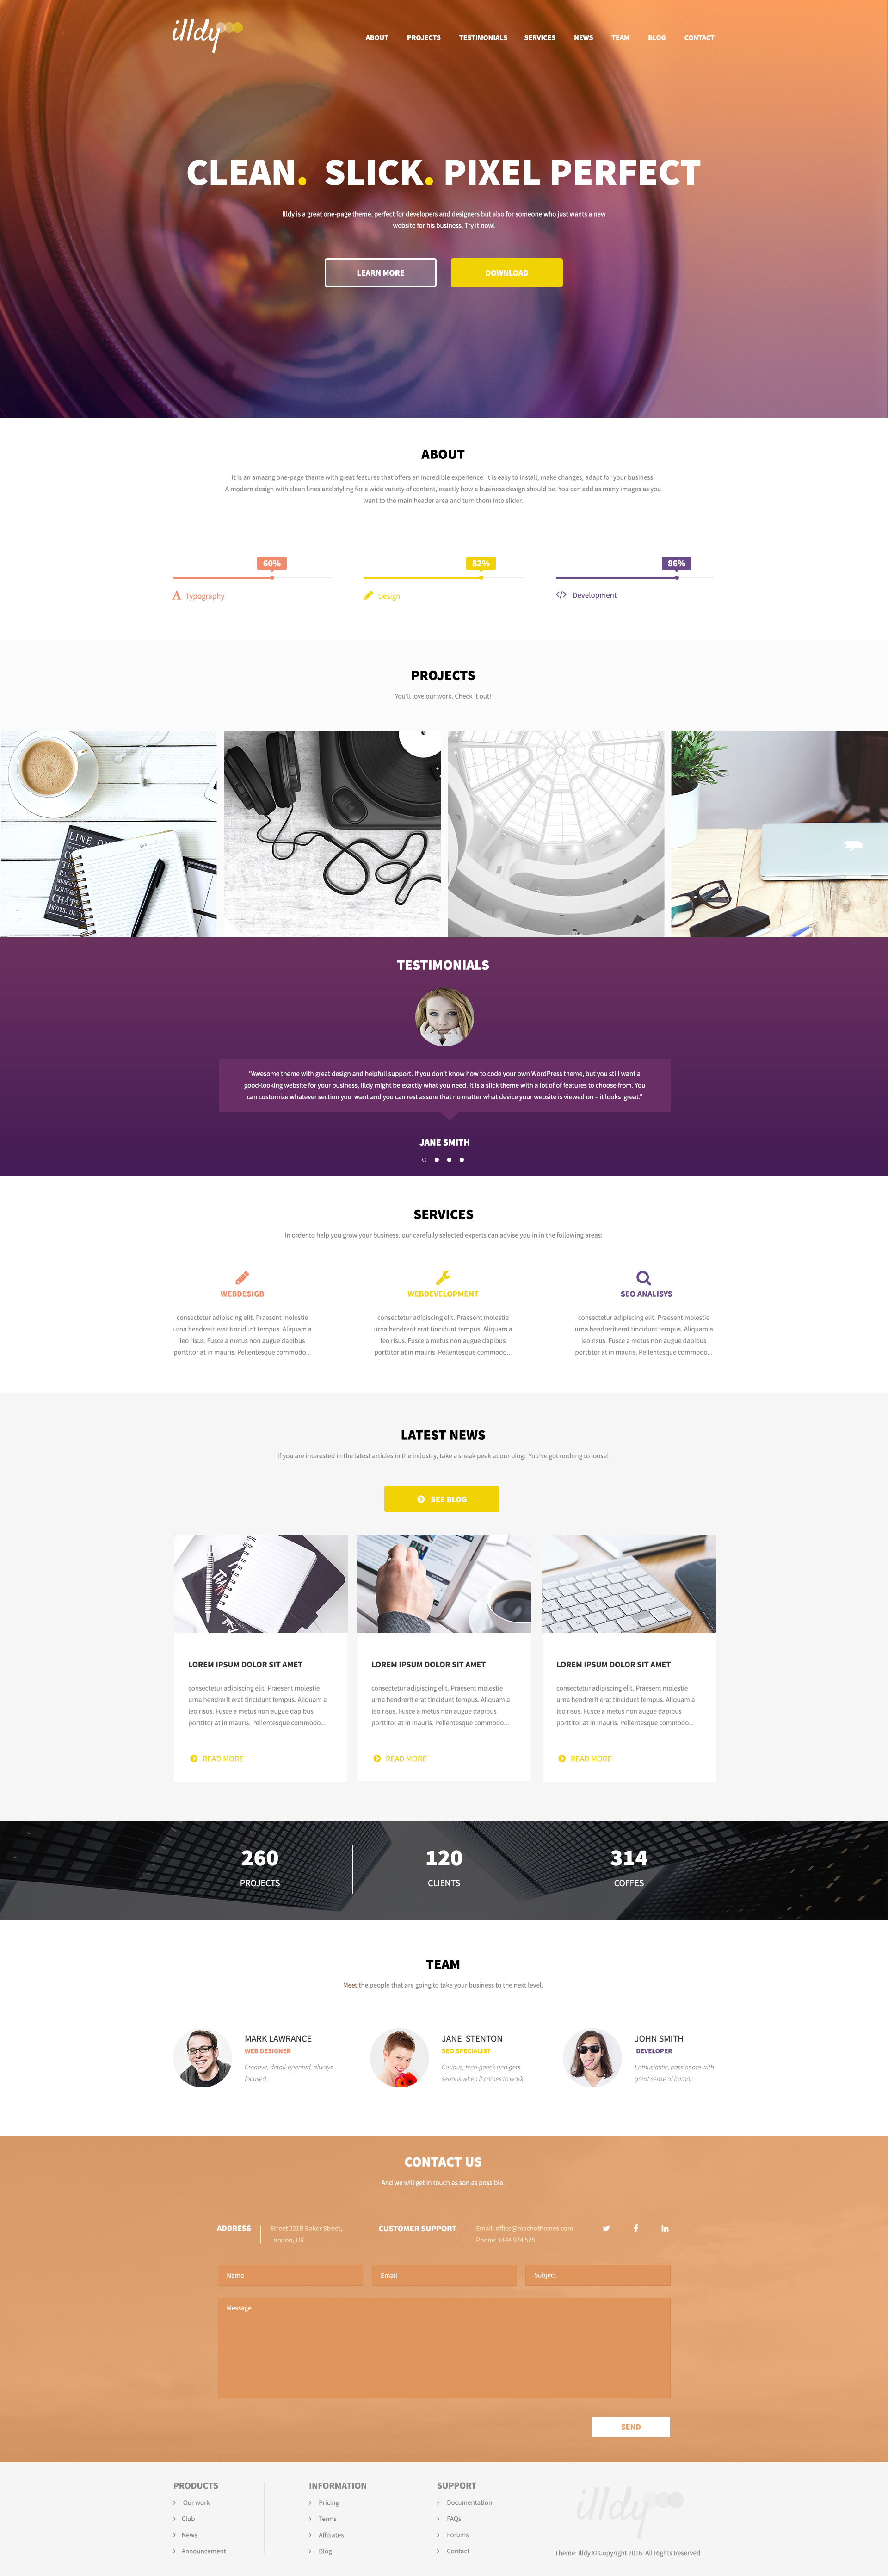 illdy
ABOUT PROJECTS TESTIMONIALS SERVICES NEWS TEAM BLOG CONTACT
CLEAN. SLICK. PIXEL PERFECT
Illdy is a great one-page theme, perfect for developers and designers but also for someone who just wants a new
website for his business. Try it now!
LEARN MORE DOWNLOAD
ABOUT
It is an amazng one-page theme with great features that offers an incredible experience. It is easy to install, make changes, adapt for your business.
A modern design with clean lines and styling for a wide variety of content, exactly how a business design should be. You can add as many images as you
want to the main header area and turn them into slider.
60% 82% 86%
A Typography Design </> Development
PROJECTS
You'll love our work. Check it out!
TESTIMONIALS
"Awesome theme with great design and helpfull support. If you don't know how to code your own WordPress theme, but you still want a
good-looking website for your business, Illdy might be exactly what you need. It is a slick theme with a lot of of features to choose from. You
can customize whatever section you want and you can rest assure that no matter what device your website is viewed on – it looks great."
JANE SMITH
SERVICES
In order to help you grow your business, our carefully selected experts can advise you in in the following areas:
WEBDESIGB WEBDEVELOPMENT SEO ANALISYS
consectetur adipiscing elit. Praesent molestie consectetur adipiscing elit. Praesent molestie consectetur adipiscing elit. Praesent molestie
urna hendrerit erat tincidunt tempus. Aliquam a urna hendrerit erat tincidunt tempus. Aliquam a urna hendrerit erat tincidunt tempus. Aliquam a
leo risus. Fusce a metus non augue dapibus leo risus. Fusce a metus non augue dapibus leo risus. Fusce a metus non augue dapibus
porttitor at in mauris. Pellentesque commodo... porttitor at in mauris. Pellentesque commodo... porttitor at in mauris. Pellentesque commodo...
LATEST NEWS
If you are interested in the latest articles in the industry, take a sneak peek at our blog. You've got nothing to loose!
SEE BLOG
LOREM IPSUM DOLOR SIT AMET LOREM IPSUM DOLOR SIT AMET LOREM IPSUM DOLOR SIT AMET
consectetur adipiscing elit. Praesent molestie consectetur adipiscing elit. Praesent molestie consectetur adipiscing elit. Praesent molestie
urna hendrerit erat tincidunt tempus. Aliquam a urna hendrerit erat tincidunt tempus. Aliquam a urna hendrerit erat tincidunt tempus. Aliquam a
leo risus. Fusce a metus non augue dapibus leo risus. Fusce a metus non augue dapibus leo risus. Fusce a metus non augue dapibus
porttitor at in mauris. Pellentesque commodo... porttitor at in mauris. Pellentesque commodo... porttitor at in mauris. Pellentesque commodo...
READ MORE READ MORE READ MORE
260 120 314
PROJECTS CLIENTS COFFES
TEAM
Meet the people that are going to take your business to the next level.
MARK LAWRANCE JANE STENTON JOHN SMITH
WEB DESIGNER SEO SPECIALIST DEVELOPER
Creative, detail-oriented, always Curious, tech-geeck and gets Enthusiastic, passionate with
focused. serious when it comes to work. great sense of humor.
CONTACT US
And we will get in touch as son as possible.
ADDRESS Street 221B Baker Street, CUSTOMER SUPPORT Email: office@machothemes.com
London, UK Phone: +444 974 525
Name Email Subject
Message
SEND
PRODUCTS INFORMATION SUPPORT
Our work Pricing Documentation
Club Terms FAQs
News Affiliates Forums
Announcement Blog Contact
illdy
Theme: Illdy © Copyright 2016. All Rights Reserved